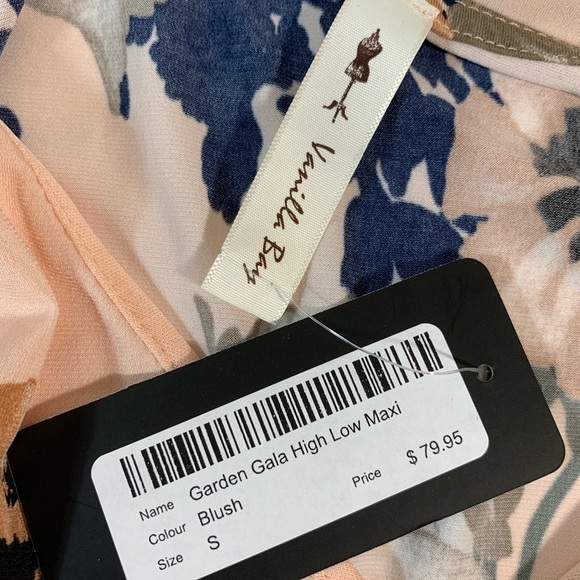 Vanilla Bay
Name Garden Gala High Low Maxi
Colour Blush
Size S
Price $ 79.95